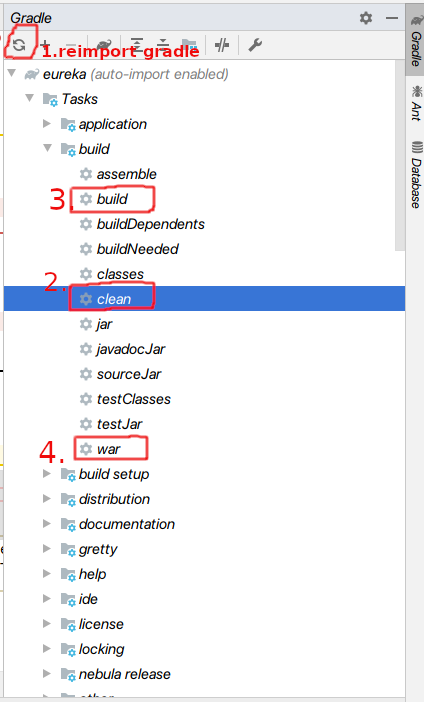 Gradle
1.reimport gradle
eureka (auto-import enabled)
Tasks
application
build
assemble
3. build
buildDependents
buildNeeded
classes
2. clean
jar
javadocJar
sourceJar
testClasses
testJar
4. war
build setup
distribution
documentation
gretty
help
ide
license
locking
nebula release
Gradle
Ant
Database